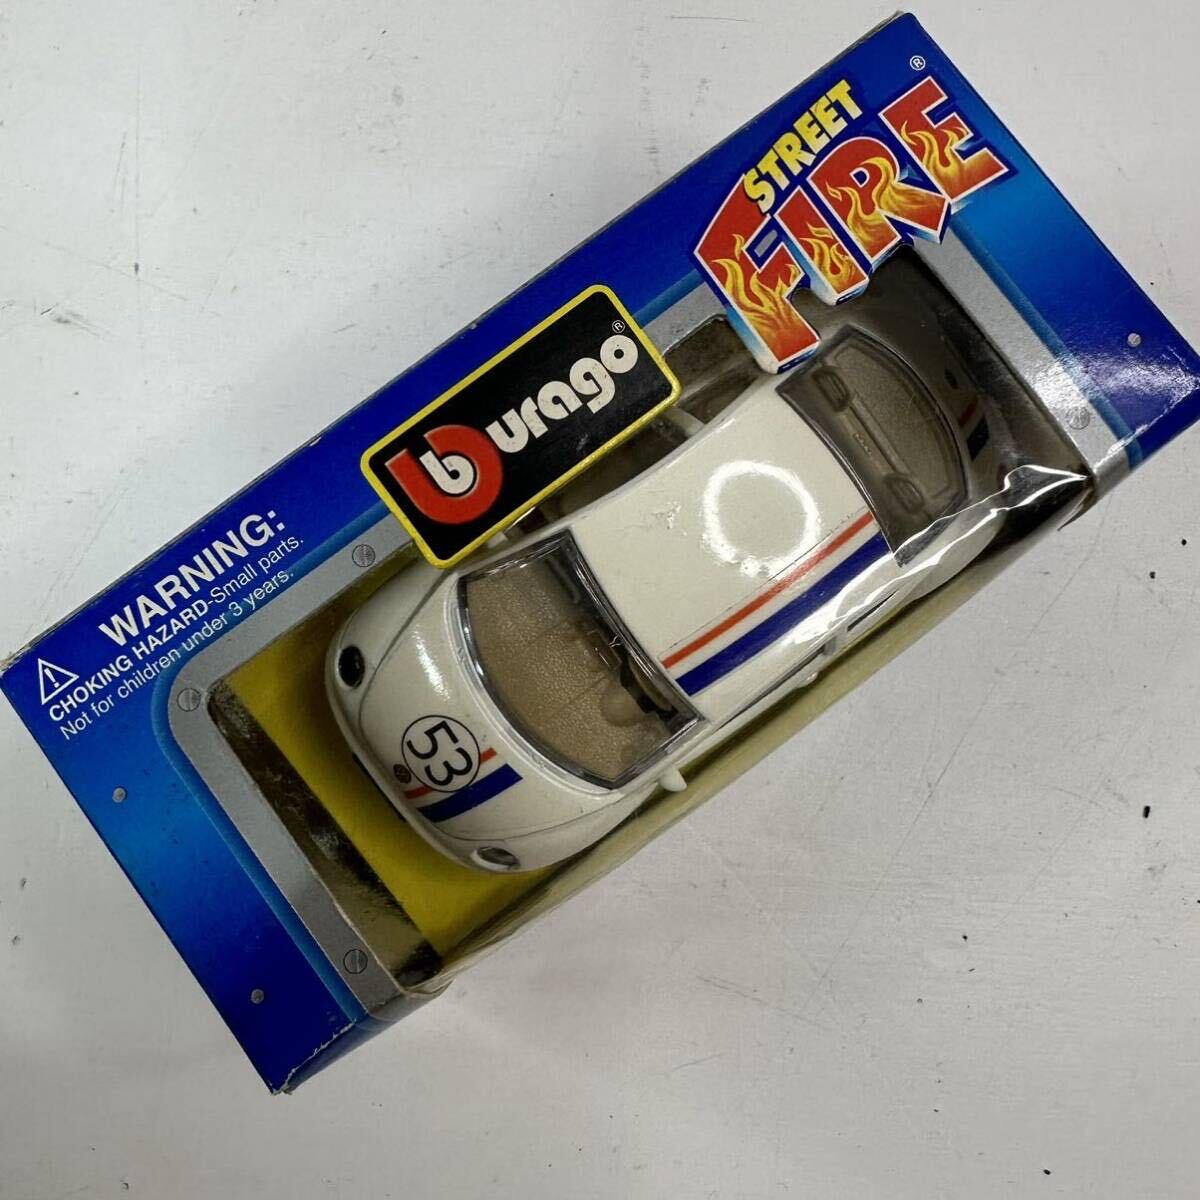 STREET
FIRE®
burago®
WARNING:
CHOKING HAZARD-Small parts.
Not for children under 3 years.
53